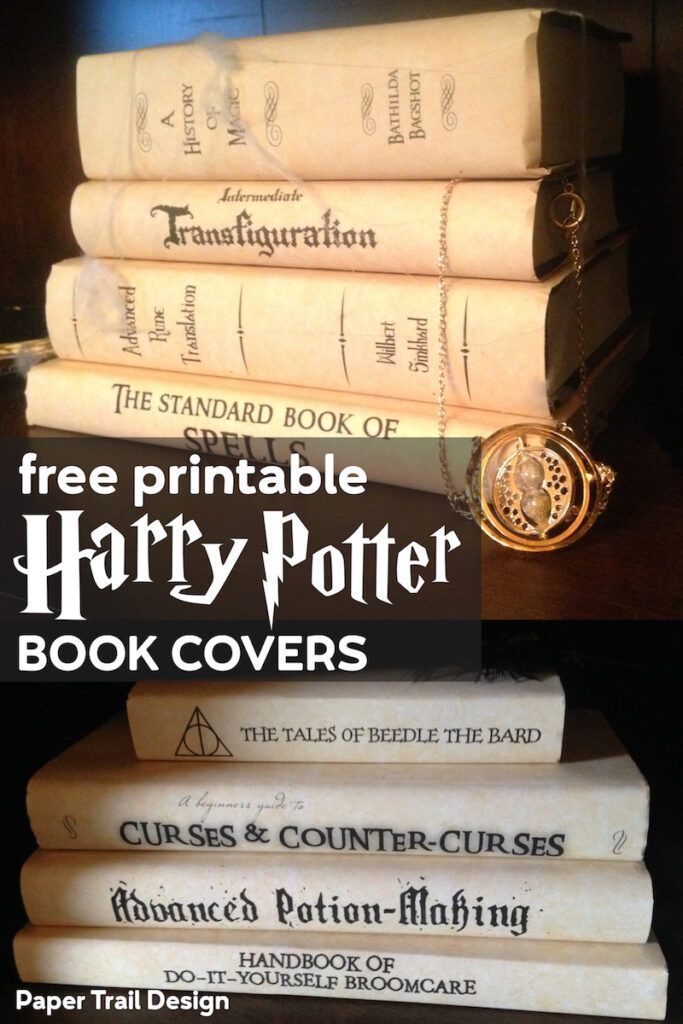 A
HISTORY
OF
MAGIC
BATHILDA
BAGSHOT
Intermediate
Transfiguration
Advanced
Rune
Translation
Wilbert
Sinkhard
THE STANDARD BOOK OF
SPELLS
free printable
Harry Potter
BOOK COVERS
THE TALES OF BEEDLE THE BARD
A beginners guide to
CURSES & COUNTER-CURSES
Advanced Potion-Making
HANDBOOK OF
DO-IT-YOURSELF BROOMCARE
Paper Trail Design